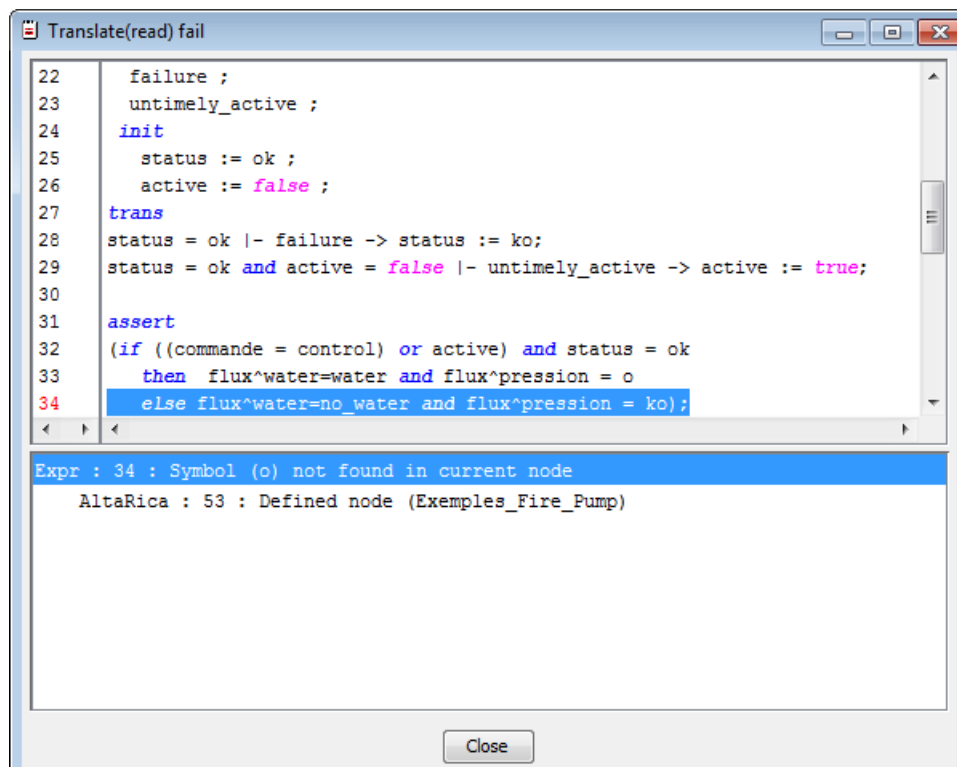 Translate(read) fail
22 failure ;
23 untimely_active ;
24 init
25 status := ok ;
26 active := false ;
27 trans
28 status = ok |- failure -> status := ko;
29 status = ok and active = false |- untimely_active -> active := true;
30
31 assert
32 (if ((commande = control) or active) and status = ok
33 then flux^water=water and flux^pression = o
34 else flux^water=no_water and flux^pression = ko);
Expr : 34 : Symbol (o) not found in current node
AltaRica : 53 : Defined node (Exemples_Fire_Pump)
Close